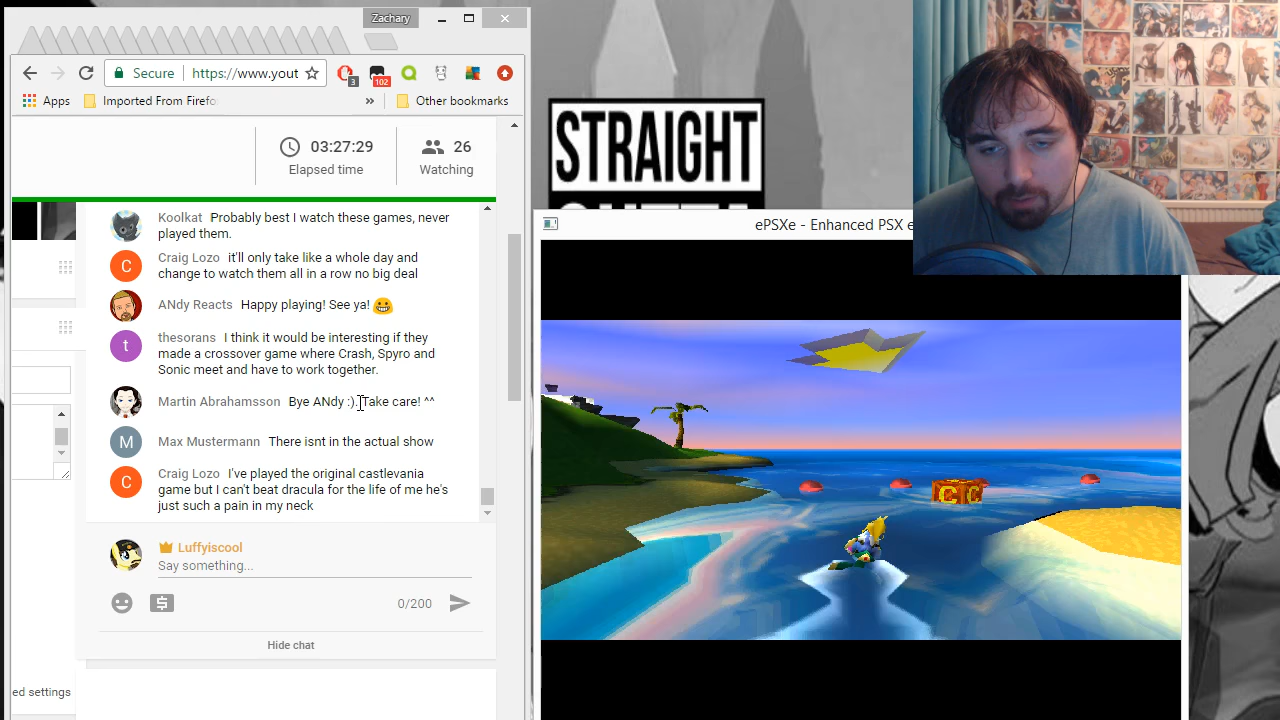 Zachary
Secure
https://www.yout
3
102
Apps
Imported From Firefo
»
Other bookmarks
03:27:29
Elapsed time
26
Watching
Koolkat Probably best I watch these games, never
played them.
C
Craig Lozo it'll only take like a whole day and
change to watch them all in a row no big deal
ANdy Reacts Happy playing! See ya!
t
thesorans I think it would be interesting if they
made a crossover game where Crash, Spyro and
Sonic meet and have to work together.
Martin Abrahamsson Bye ANdy :) Take care! ^^
M
Max Mustermann There isnt in the actual show
C
Craig Lozo I've played the original castlevania
game but I can't beat dracula for the life of me he's
just such a pain in my neck
Luffyiscool
Say something...
0/200
Hide chat
ed settings
STRAIGHT
ePSXe - Enhanced PSX e
C C